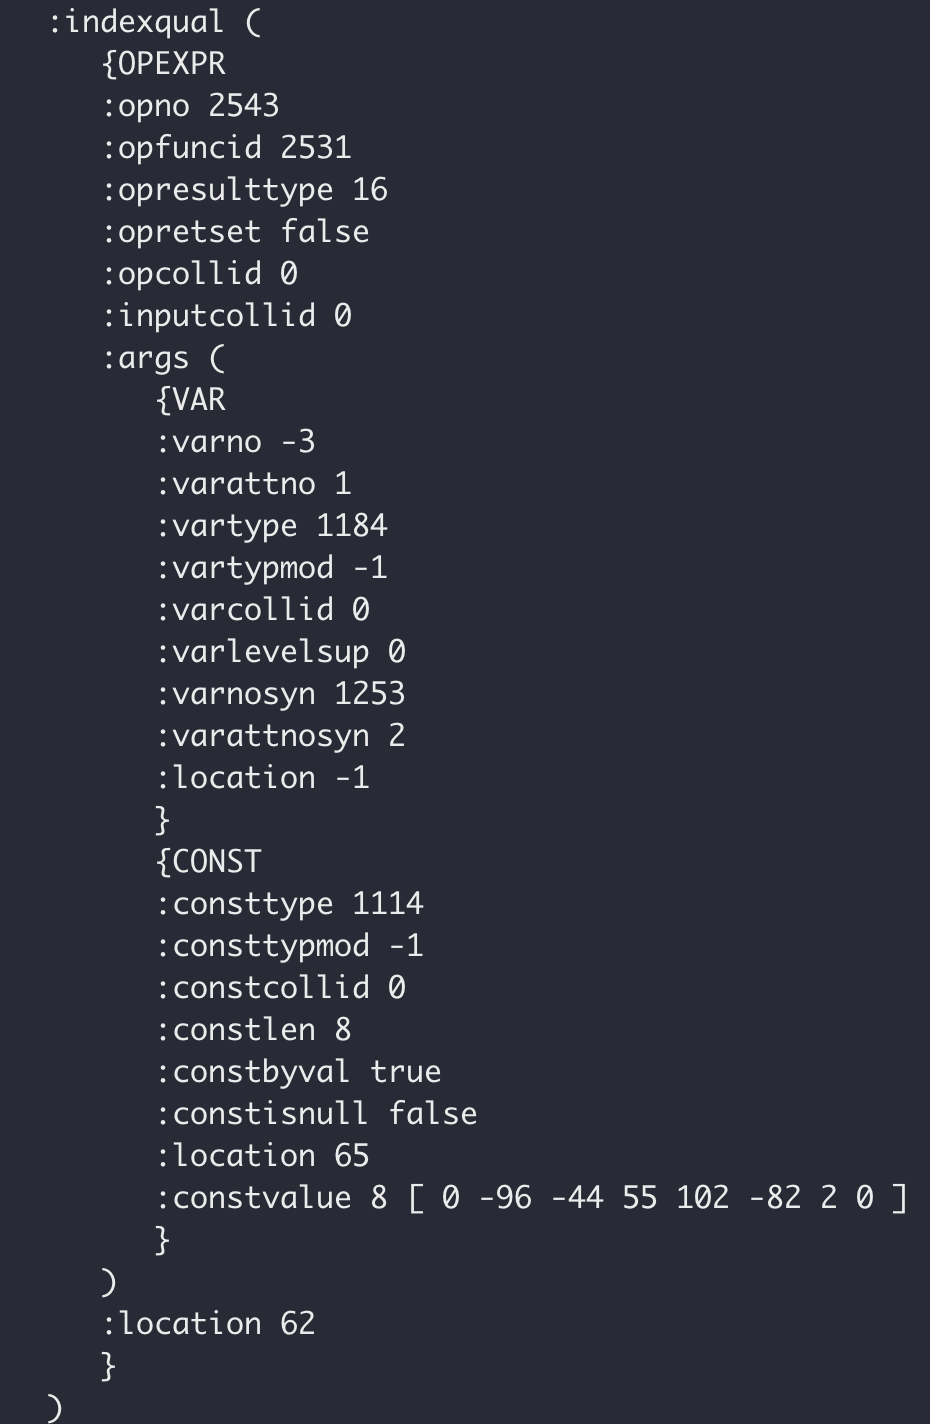 :indexqual (
{OPEXPR
:opno 2543
:opfuncid 2531
:opresulttype 16
:opretset false
:opcollid 0
:inputcollid 0
:args (
{VAR
:varno -3
:varattno 1
:vartype 1184
:vartypmod -1
:varcollid 0
:varlevelsup 0
:varnosyn 1253
:varattnosyn 2
:location -1
}
{CONST
:consttype 1114
:consttypmod -1
:constcollid 0
:constlen 8
:constbyval true
:constisnull false
:location 65
:constvalue 8 [ 0 -96 -44 55 102 -82 2 0 ]
}
)
:location 62
}
)